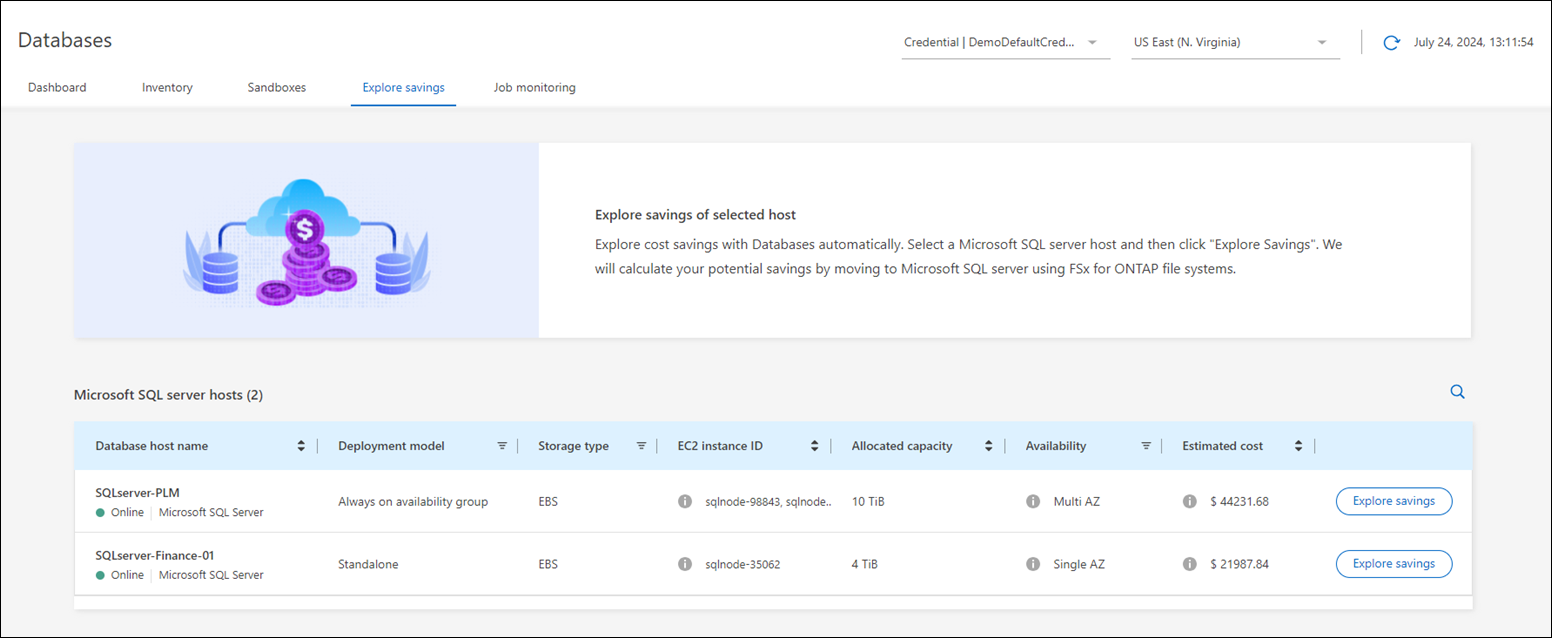 Databases
Credential | DemoDefaultCred...
US East (N. Virginia)
July 24, 2024, 13:11:54
Dashboard
Inventory
Sandboxes
Explore savings
Job monitoring
$
Explore savings of selected host
Explore cost savings with Databases automatically. Select a Microsoft SQL server host and then click "Explore Savings". We
will calculate your potential savings by moving to Microsoft SQL server using FSx for ONTAP file systems.
Microsoft SQL server hosts (2)
Database host name
Deployment model
Storage type
EC2 instance ID
Allocated capacity
Availability
Estimated cost
SQLserver-PLM
Online
Microsoft SQL Server
Always on availability group
EBS
sqlnode-98843, sqlnode..
10 TiB
Multi AZ
$ 44231.68
Explore savings
SQLserver-Finance-01
Online
Microsoft SQL Server
Standalone
EBS
sqlnode-35062
4 TiB
Single AZ
$ 21987.84
Explore savings